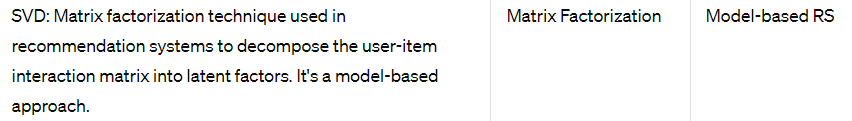 SVD: Matrix factorization technique used in
recommendation systems to decompose the user-item
interaction matrix into latent factors. It's a model-based
approach.
Matrix Factorization
Model-based RS